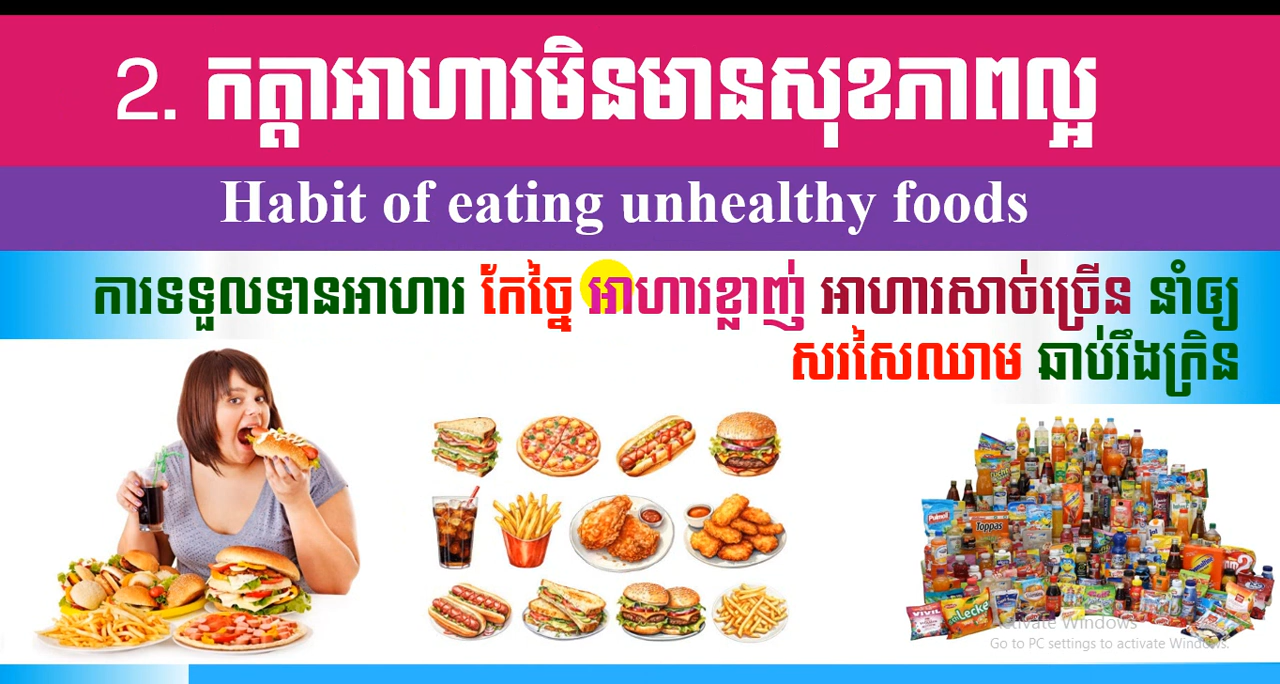 2. កត្តាអាហារមិនមានសុខភាពល្អ
Habit of eating unhealthy foods
ការទទួលទានអាហារ កែច្នៃ អាហារខ្លាញ់ អាហារសាច់ច្រើន នាំឲ្យ
សរសៃឈាម ឆាប់រឹងក្រិន
Toppas
VIVIL
Activate Windows
Go to PC settings to activate Windows.